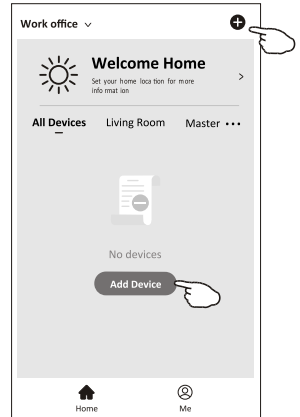 Work office
Welcome Home
Set your home loca tion for more
info rmat ion
All Devices Living Room Master
No devices
Add Device
Home Me